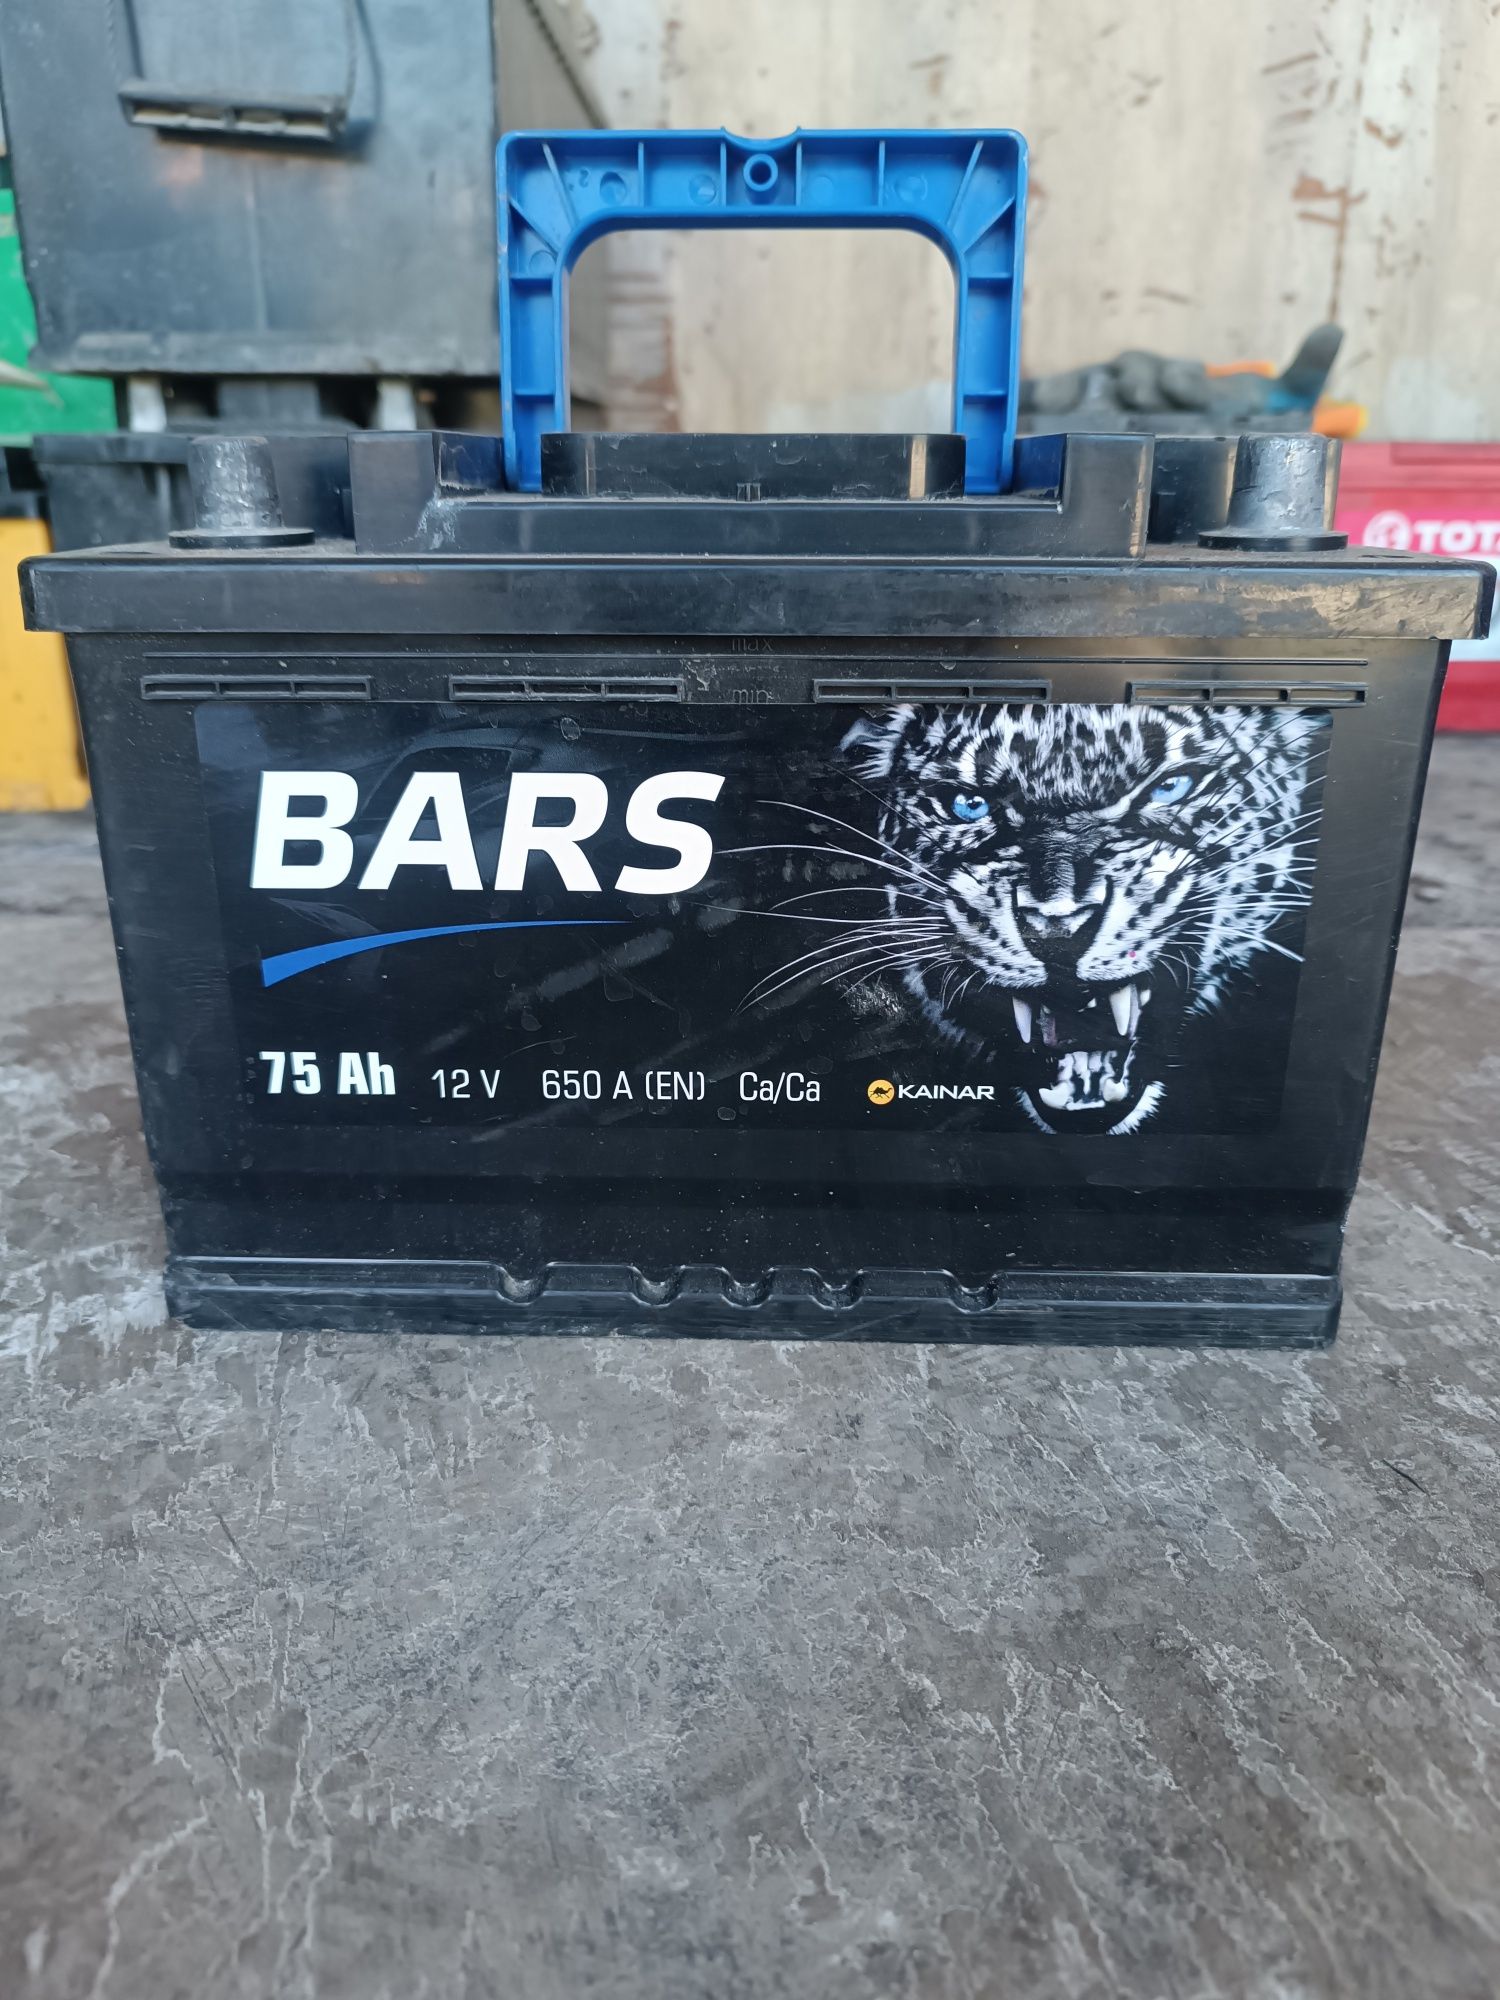 TOTA
max
min
BARS
75 Ah 12 V 650 A (EN) Ca/Ca KAINAR